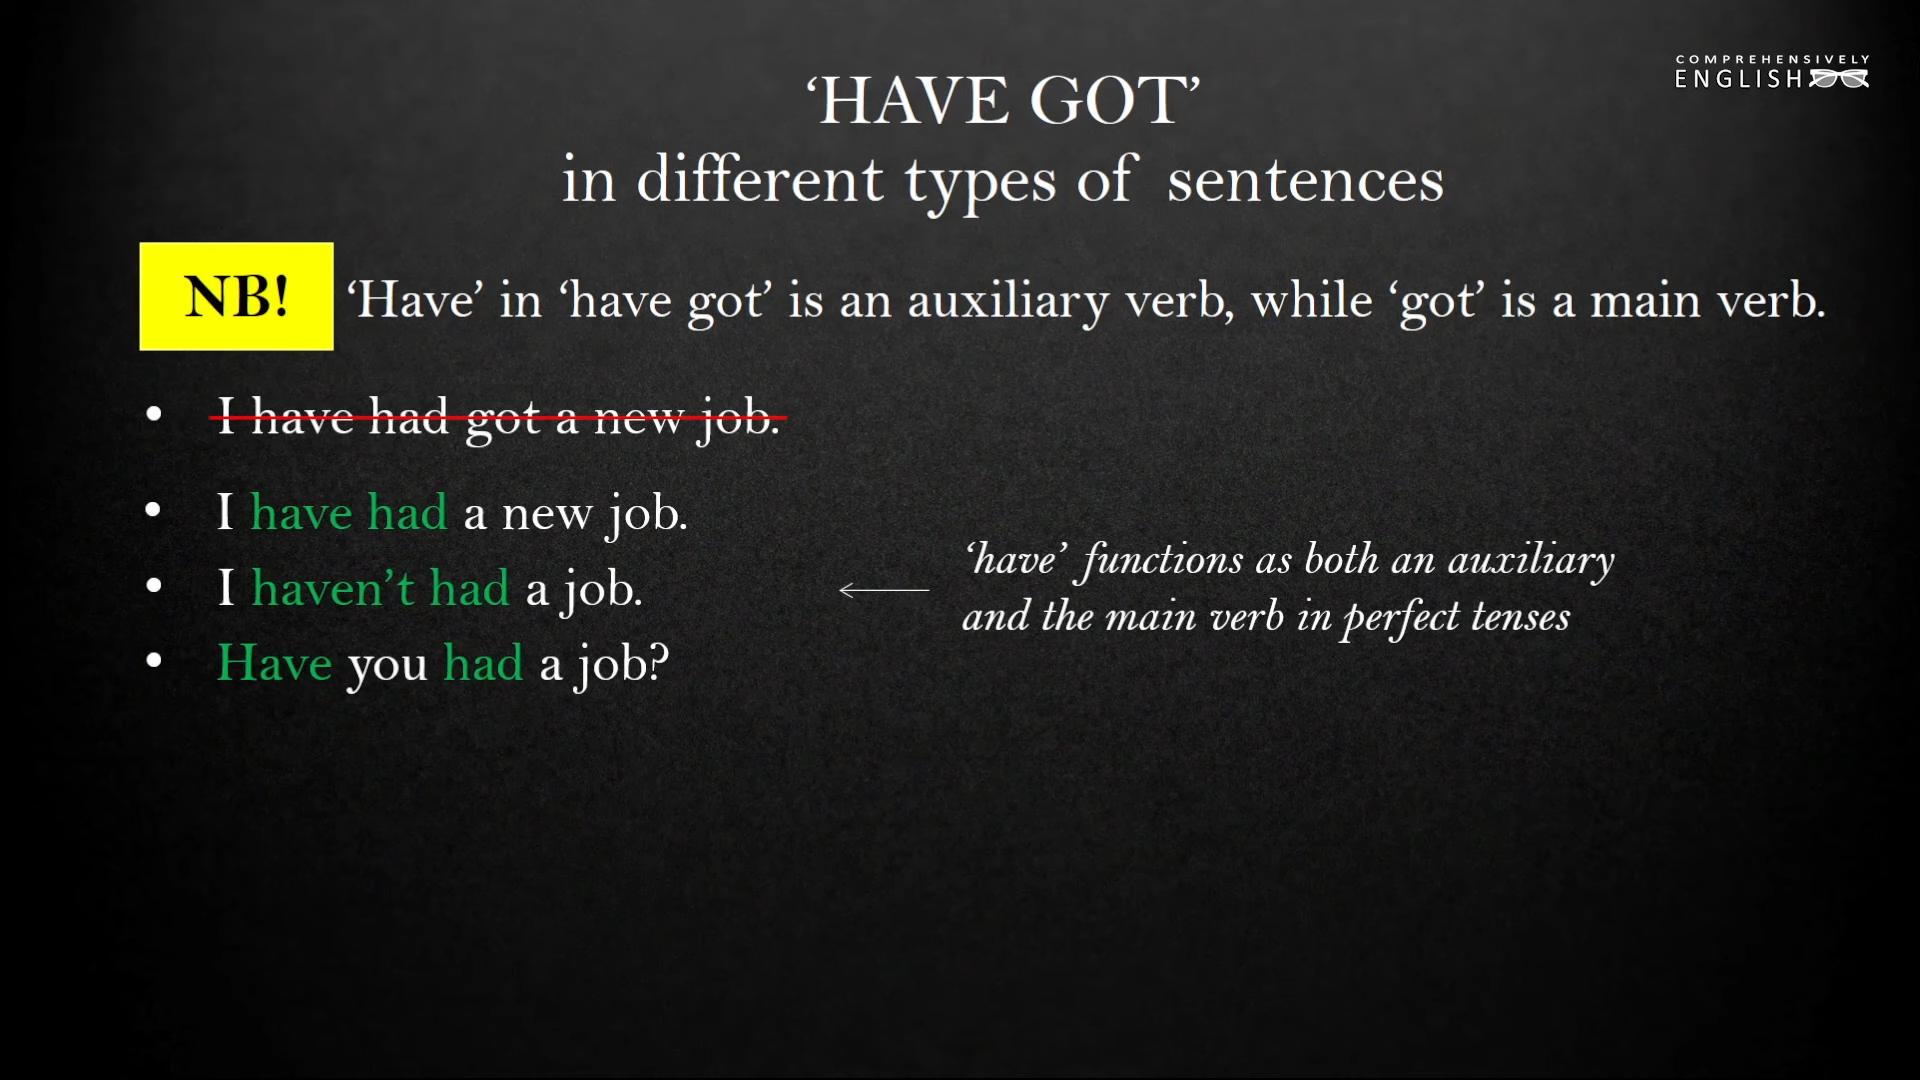 COMPREHENSIVELY
ENGLISH
‘HAVE GOT’
in different types of sentences
NB! ‘Have’ in ‘have got’ is an auxiliary verb, while ‘got’ is a main verb.
• I have had got a new job.
• I have had a new job.
• I haven’t had a job.
• Have you had a job?
‘have’ functions as both an auxiliary
and the main verb in perfect tenses